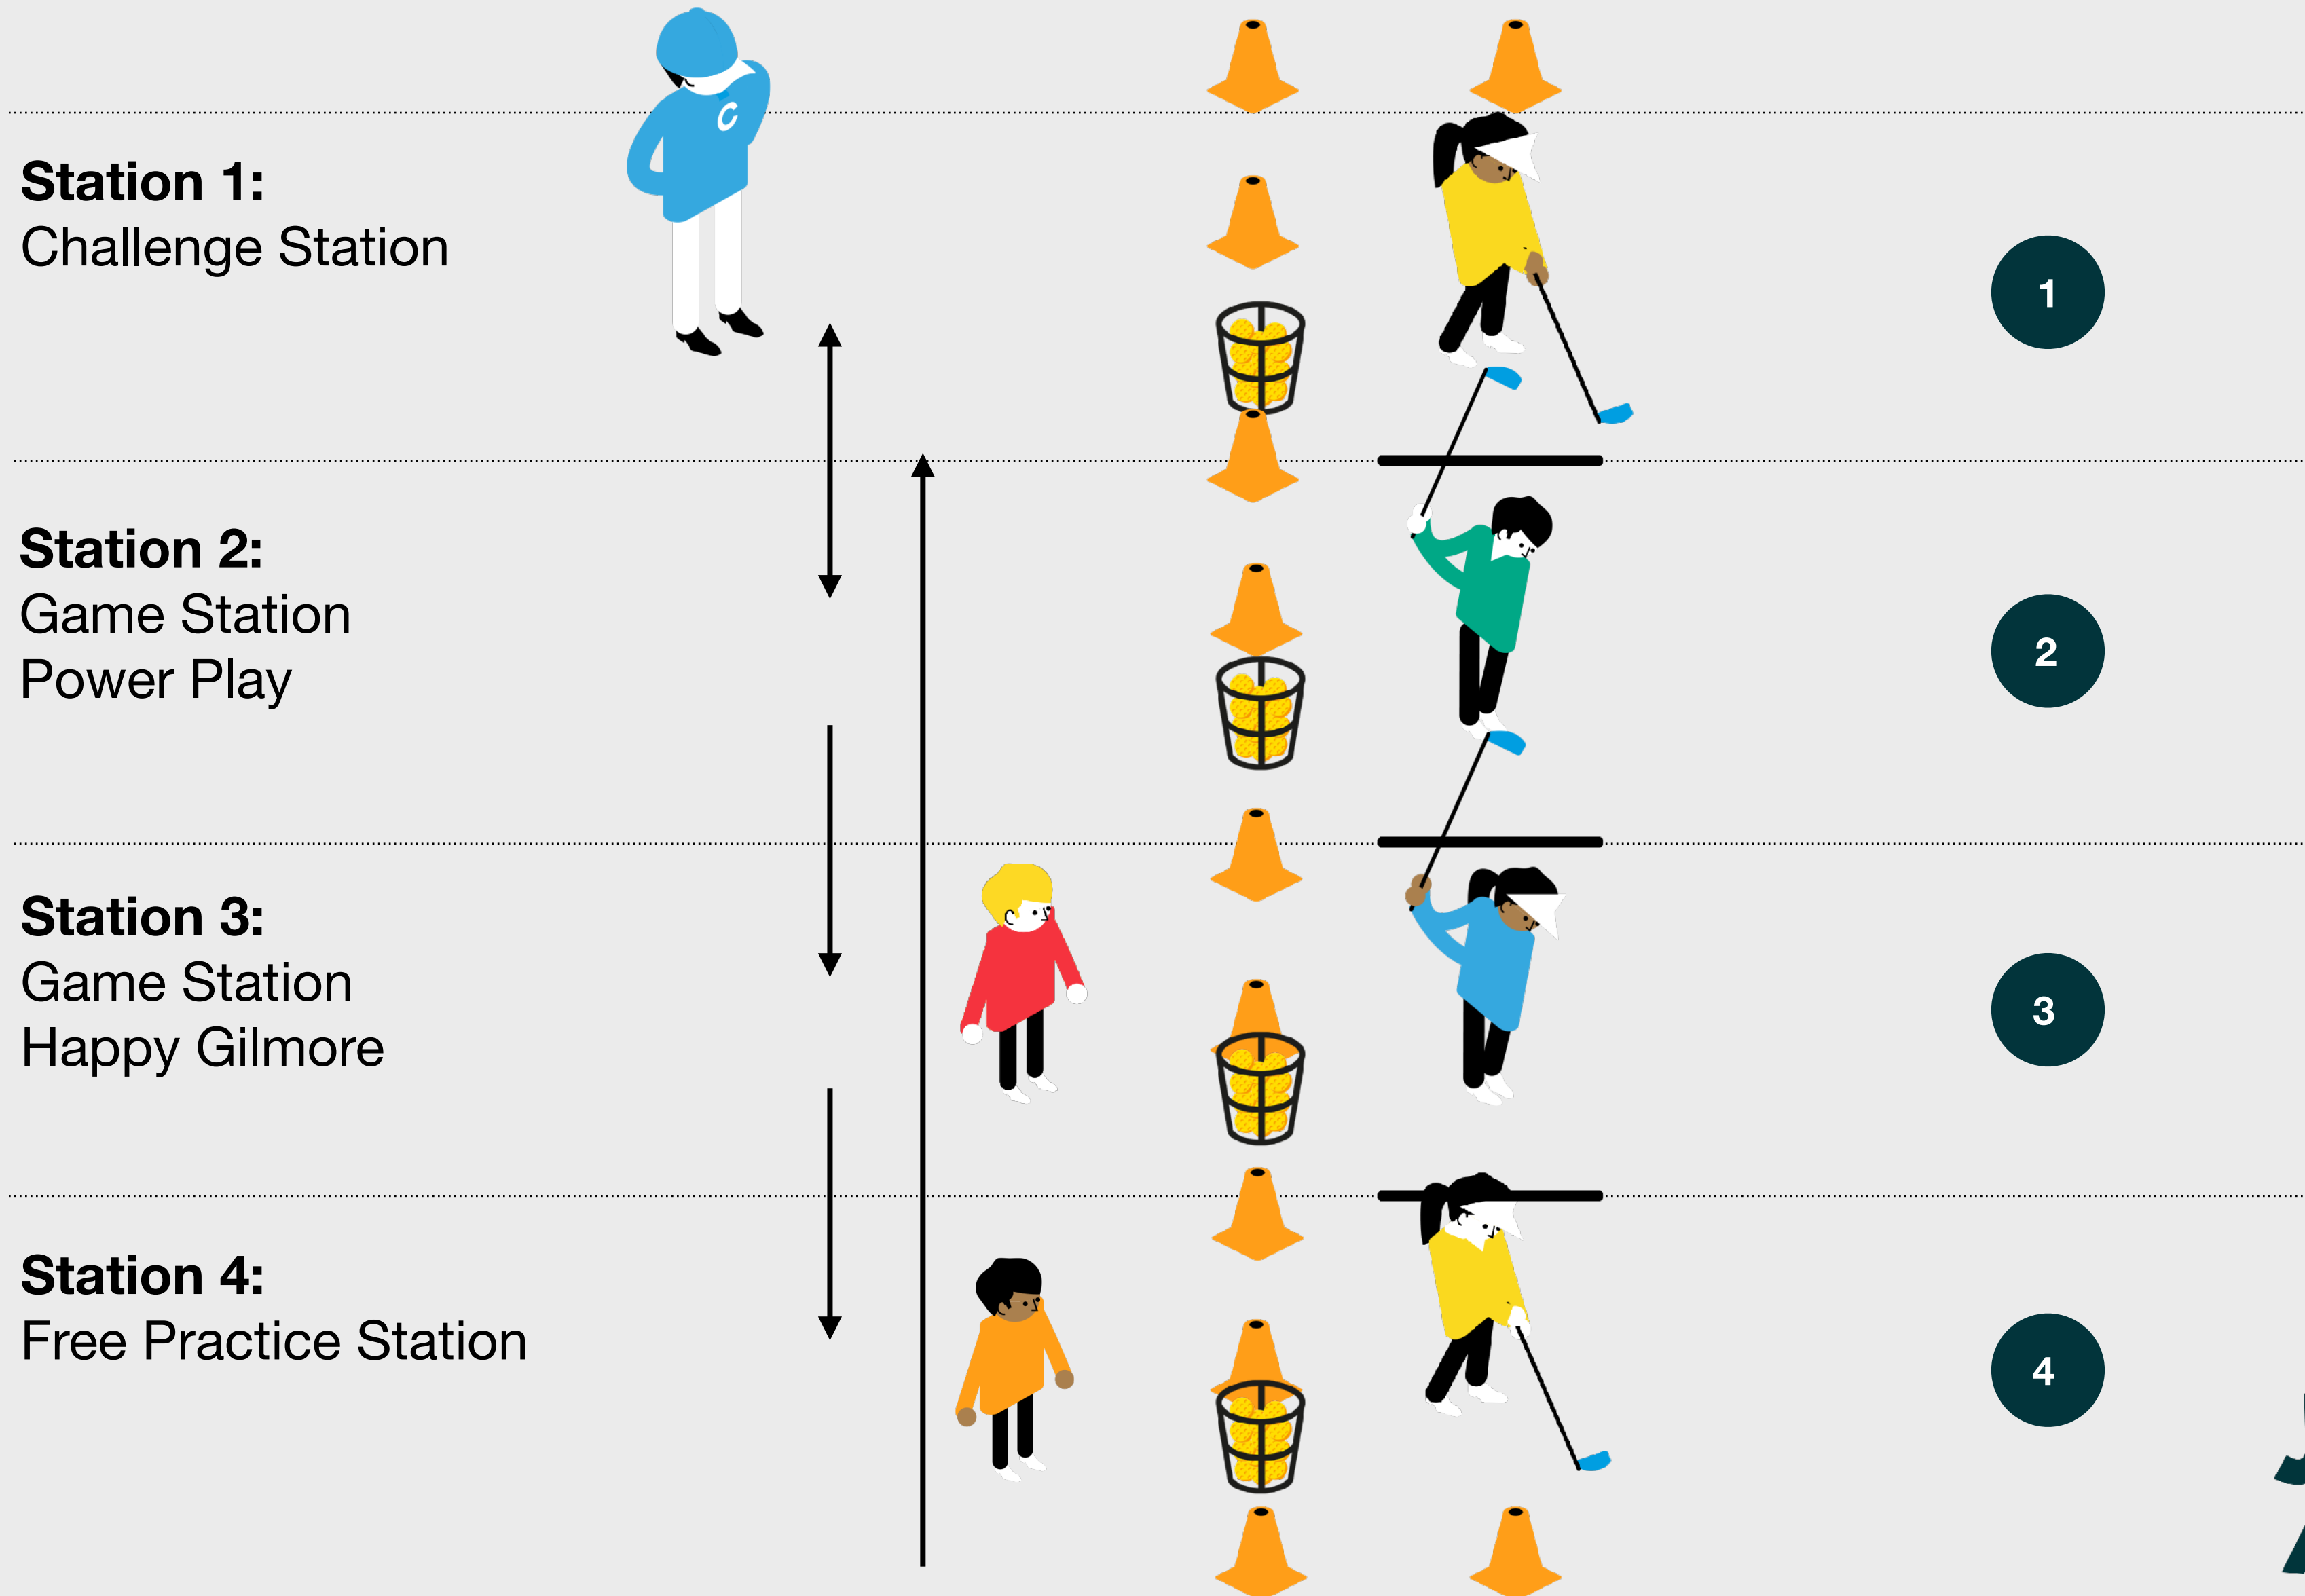 C
Station 1:
Challenge Station
1
Station 2:
Game Station
Power Play
2
Station 3:
Game Station
Happy Gilmore
3
Station 4:
Free Practice Station
4